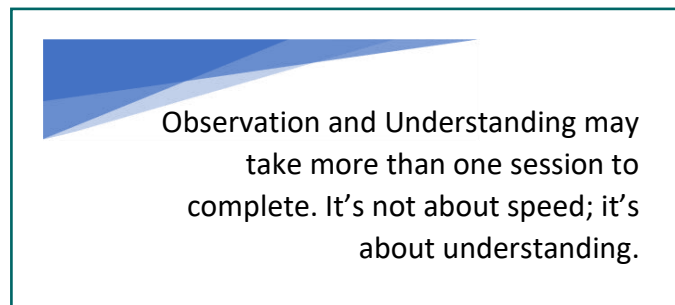 Observation and Understanding may
take more than one session to
complete. It’s not about speed; it’s
about understanding.